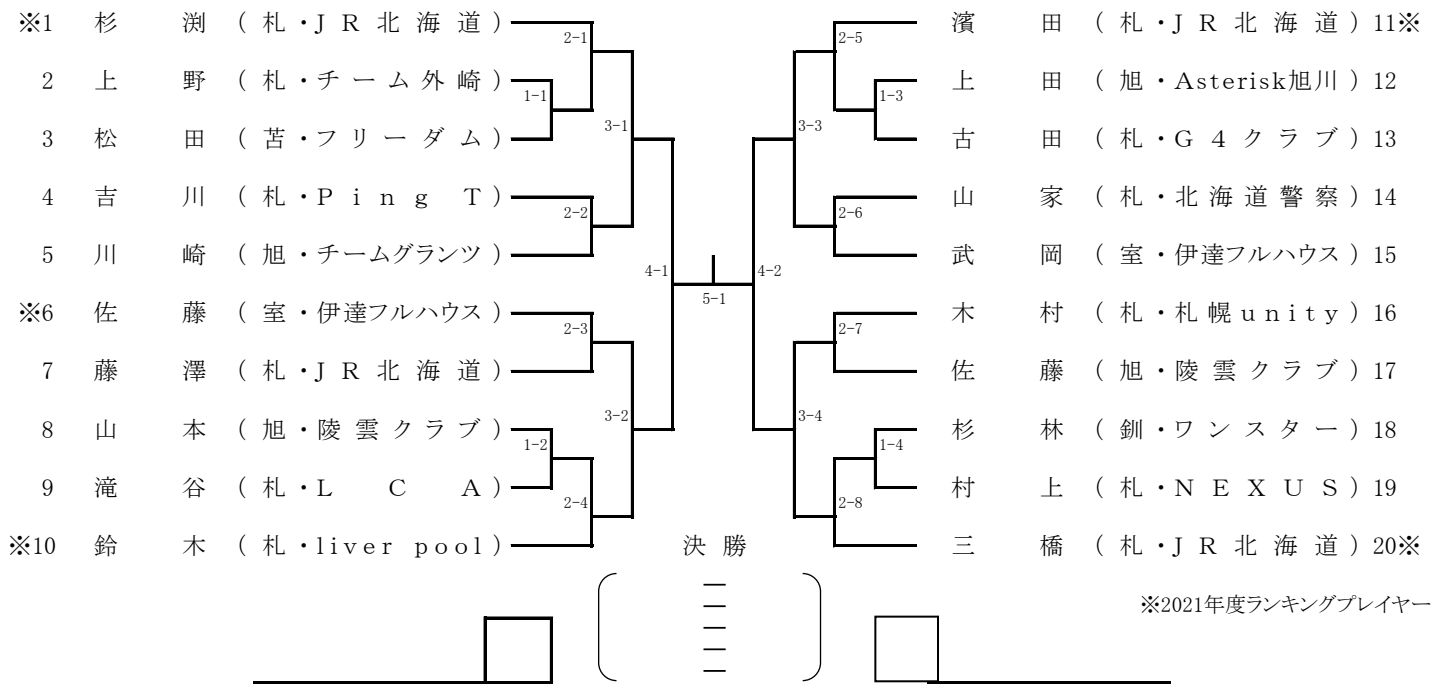 ※1 杉 渕 ( 札・J R 北 海 道 )
2 上 野 ( 札・チーム外崎 )
3 松 田 ( 苫・フリーダム )
4 吉 川 ( 札・P i n g T )
5 川 崎 ( 旭・チームグランツ )
※6 佐 藤 ( 室・伊達フルハウス )
7 藤 澤 ( 札・J R 北 海 道 )
8 山 本 ( 旭・陵雲クラブ )
9 滝 谷 ( 札・L C A )
※10 鈴 木 ( 札・liver pool )
2-1
1-1
3-1
2-2
4-1
2-3
3-2
1-2
2-4
5-1
濱 田 ( 札・J R 北 海 道 ) 11※
上 田 ( 旭・Asterisk旭川 ) 12
古 田 ( 札・G 4 クラブ ) 13
山 家 ( 札・北海道警察 ) 14
武 岡 ( 室・伊達フルハウス ) 15
木 村 ( 札・札幌unity ) 16
佐 藤 ( 旭・陵雲クラブ ) 17
杉 林 ( 釧・ワンスター ) 18
村 上 ( 札・N E X U S ) 19
三 橋 ( 札・J R 北 海 道 ) 20※
2-5
1-3
3-3
2-6
4-2
2-7
3-4
1-4
2-8
決 勝
―
―
―
―
―
※2021年度ランキングプレイヤー